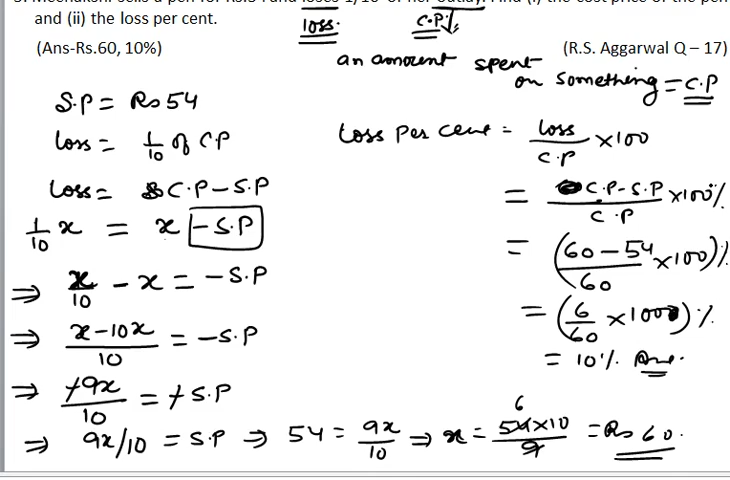 and (ii) the loss per cent.
loss.
C.P.
(Ans-Rs.60, 10%)
(R.S. Aggarwal Q – 17)
an amount spent
on something = C.P
S.P = Rs 54
Loss = 1/10 of CP
Loss = C.P – S.P
1/10 x = x – S.P
⇒ x/10 – x = – S.P
⇒ x–10x/10 = –S.P
⇒ +9x/10 = + S.P
⇒ 9x/10 = S.P ⇒ 54 = 9x/10 ⇒ x = 54×10/9 = Rs 60.
6
Loss per cent = loss/C.P ×100
= C.P–S.P/C.P ×100%
= (60–54/60 ×100)%
= (6/60 ×100)%
= 10%. Ans.